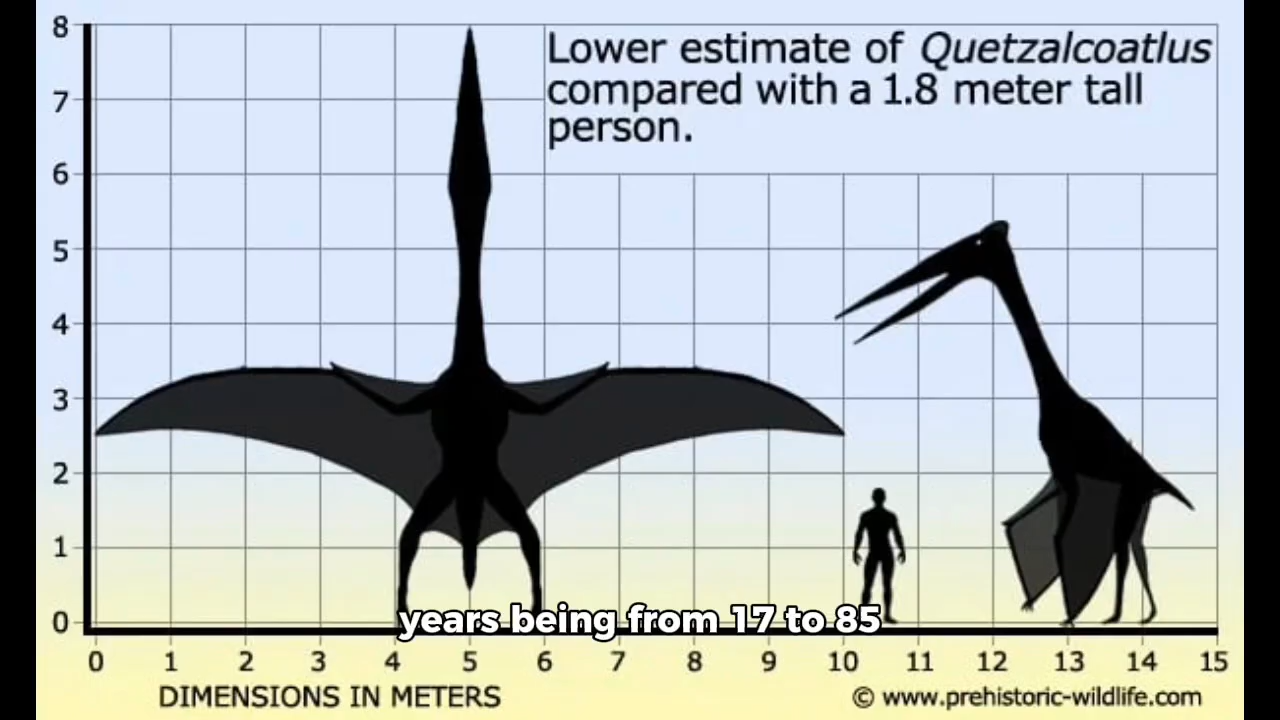 Lower estimate of Quetzalcoatlus
compared with a 1.8 meter tall
person.
8
7
6
5
4
3
2
1
0
years being from 17 to 85
0 1 2 3 4 5 6 7 8 9 10 11 12 13 14 15
DIMENSIONS IN METERS
© www.prehistoric-wildlife.com